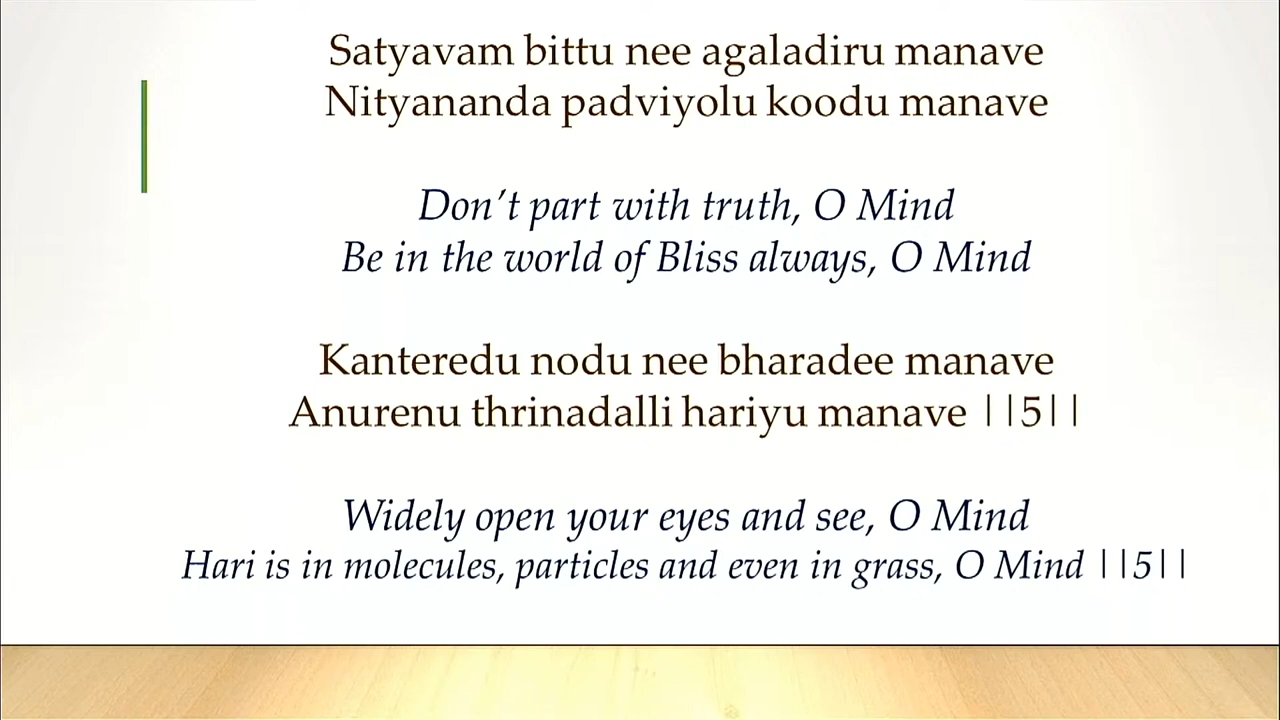 Satyavam bittu nee agaladiru manave
Nityananda padviyolu koodu manave
Don't part with truth, O Mind
Be in the world of Bliss always, O Mind
Kanteredu nodu nee bharadee manave
Anurenu thrinadalli hariyu manave ||5||
Widely open your eyes and see, O Mind
Hari is in molecules, particles and even in grass, O Mind ||5||